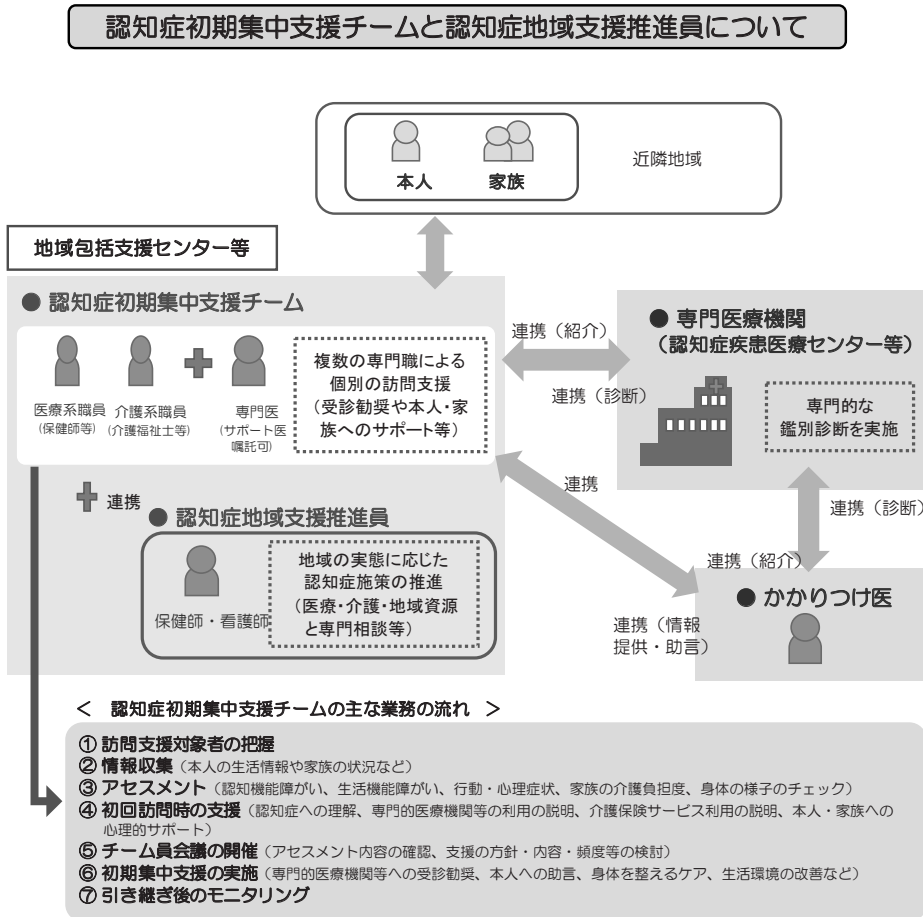 認知症初期集中支援チームと認知症地域支援推進員について
本人
家族
近隣地域
地域包括支援センター等
● 認知症初期集中支援チーム
医療系職員
(保健師等)
介護系職員
(介護福祉士等)
専門医
(サポート医
嘱託可)
複数の専門職による
個別の訪問支援
(受診勧奨や本人・家
族へのサポート等)
連携(紹介)
連携(診断)
● 専門医療機関
(認知症疾患医療センター等)
専門的な
鑑別診断を実施
連携
● 認知症地域支援推進員
保健師・看護師
地域の実態に応じた
認知症施策の推進
(医療・介護・地域資源
と専門相談等)
連携
連携(診断)
連携(紹介)
連携(情報
提供・助言)
● かかりつけ医
< 認知症初期集中支援チームの主な業務の流れ >
① 訪問支援対象者の把握
② 情報収集(本人の生活情報や家族の状況など)
③ アセスメント(認知機能障がい、生活機能障がい、行動・心理症状、家族の介護負担度、身体の様子のチェック)
④ 初回訪問時の支援(認知症への理解、専門的医療機関等の利用の説明、介護保険サービス利用の説明、本人・家族への
心理的サポート)
⑤ チーム員会議の開催(アセスメント内容の確認、支援の方針・内容・頻度等の検討)
⑥ 初期集中支援の実施(専門的医療機関等への受診勧奨、本人への助言、身体を整えるケア、生活環境の改善など)
⑦ 引き継ぎ後のモニタリング